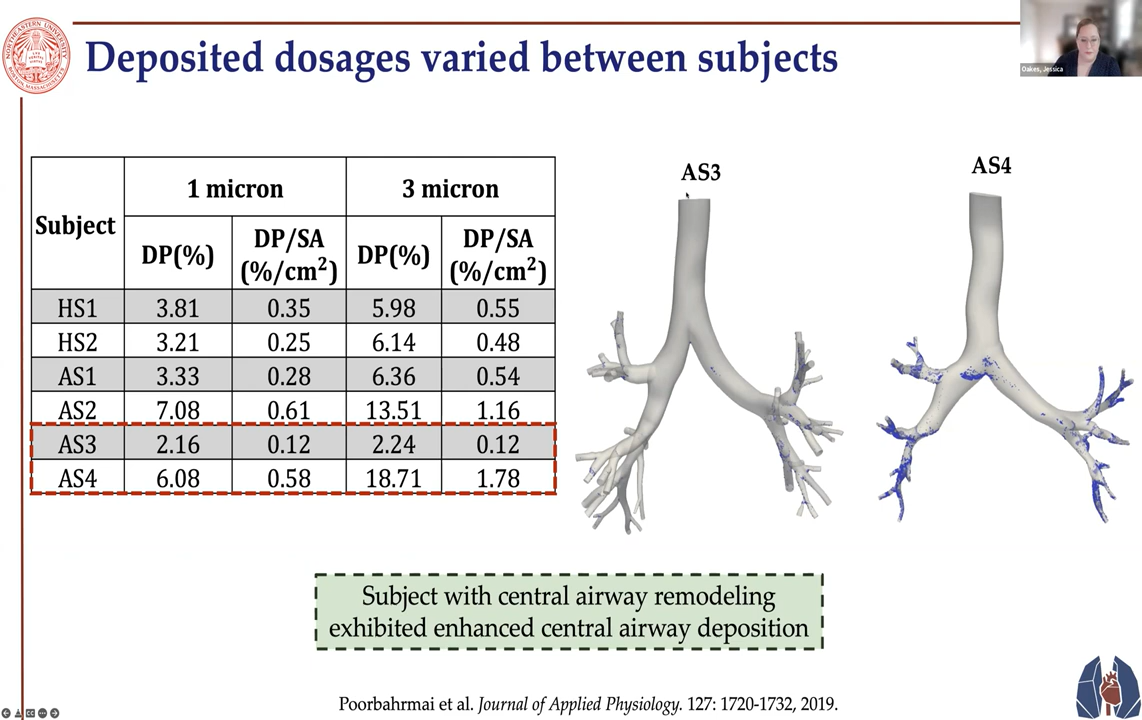 Deposited dosages varied between subjects
Oakes, Jessica
NORTHEASTERN UNIVERSITY
BOSTON, MASSACHUSETTS
Subject 1 micron 3 micron
DP(%) DP/SA (%/cm²) DP(%) DP/SA (%/cm²)
HS1 3.81 0.35 5.98 0.55
HS2 3.21 0.25 6.14 0.48
AS1 3.33 0.28 6.36 0.54
AS2 7.08 0.61 13.51 1.16
AS3 2.16 0.12 2.24 0.12
AS4 6.08 0.58 18.71 1.78
AS3
AS4
Subject with central airway remodeling
exhibited enhanced central airway deposition
Poorbahrmai et al. Journal of Applied Physiology. 127: 1720-1732, 2019.